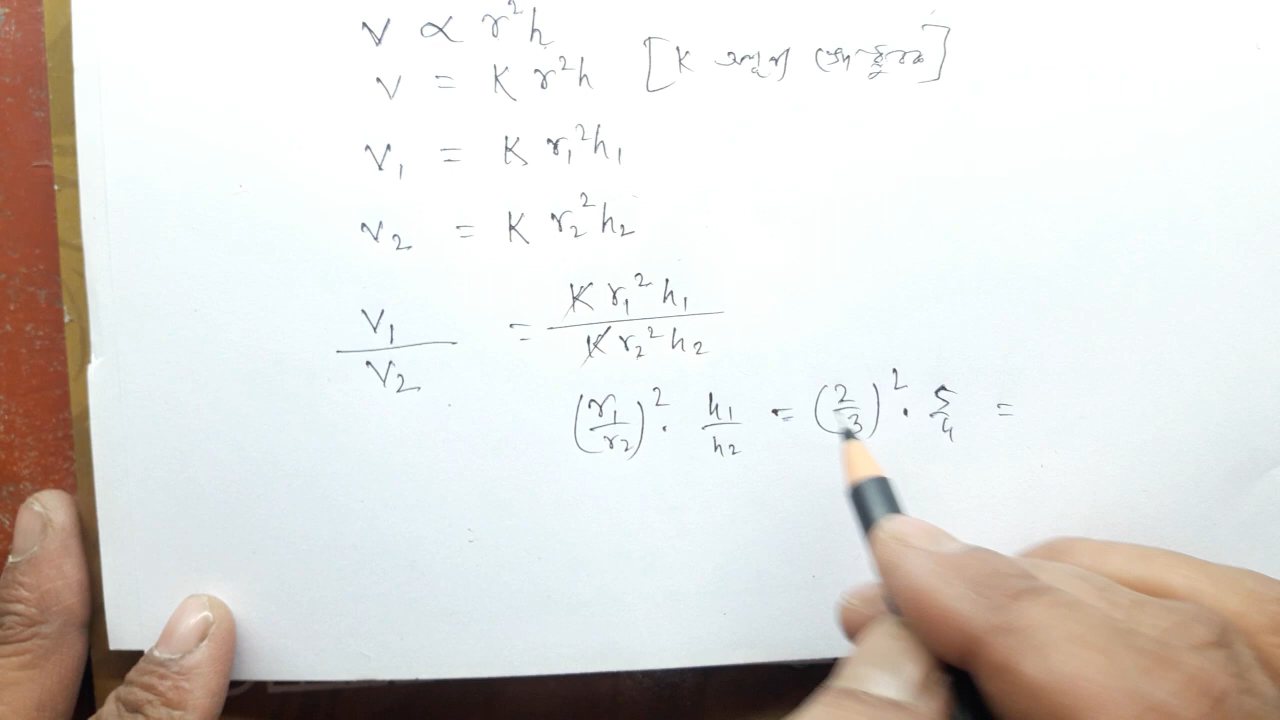 V ∝ r²h
V = K r²h [K অশূন্য ভেদ ধ্রুবক]
V₁ = K r₁²h₁
V₂ = K r₂²h₂
V₁/V₂ = K r₁²h₁ / K r₂²h₂
(r₁/r₂)² · h₁/h₂ = (2/3)² · 5/4 =